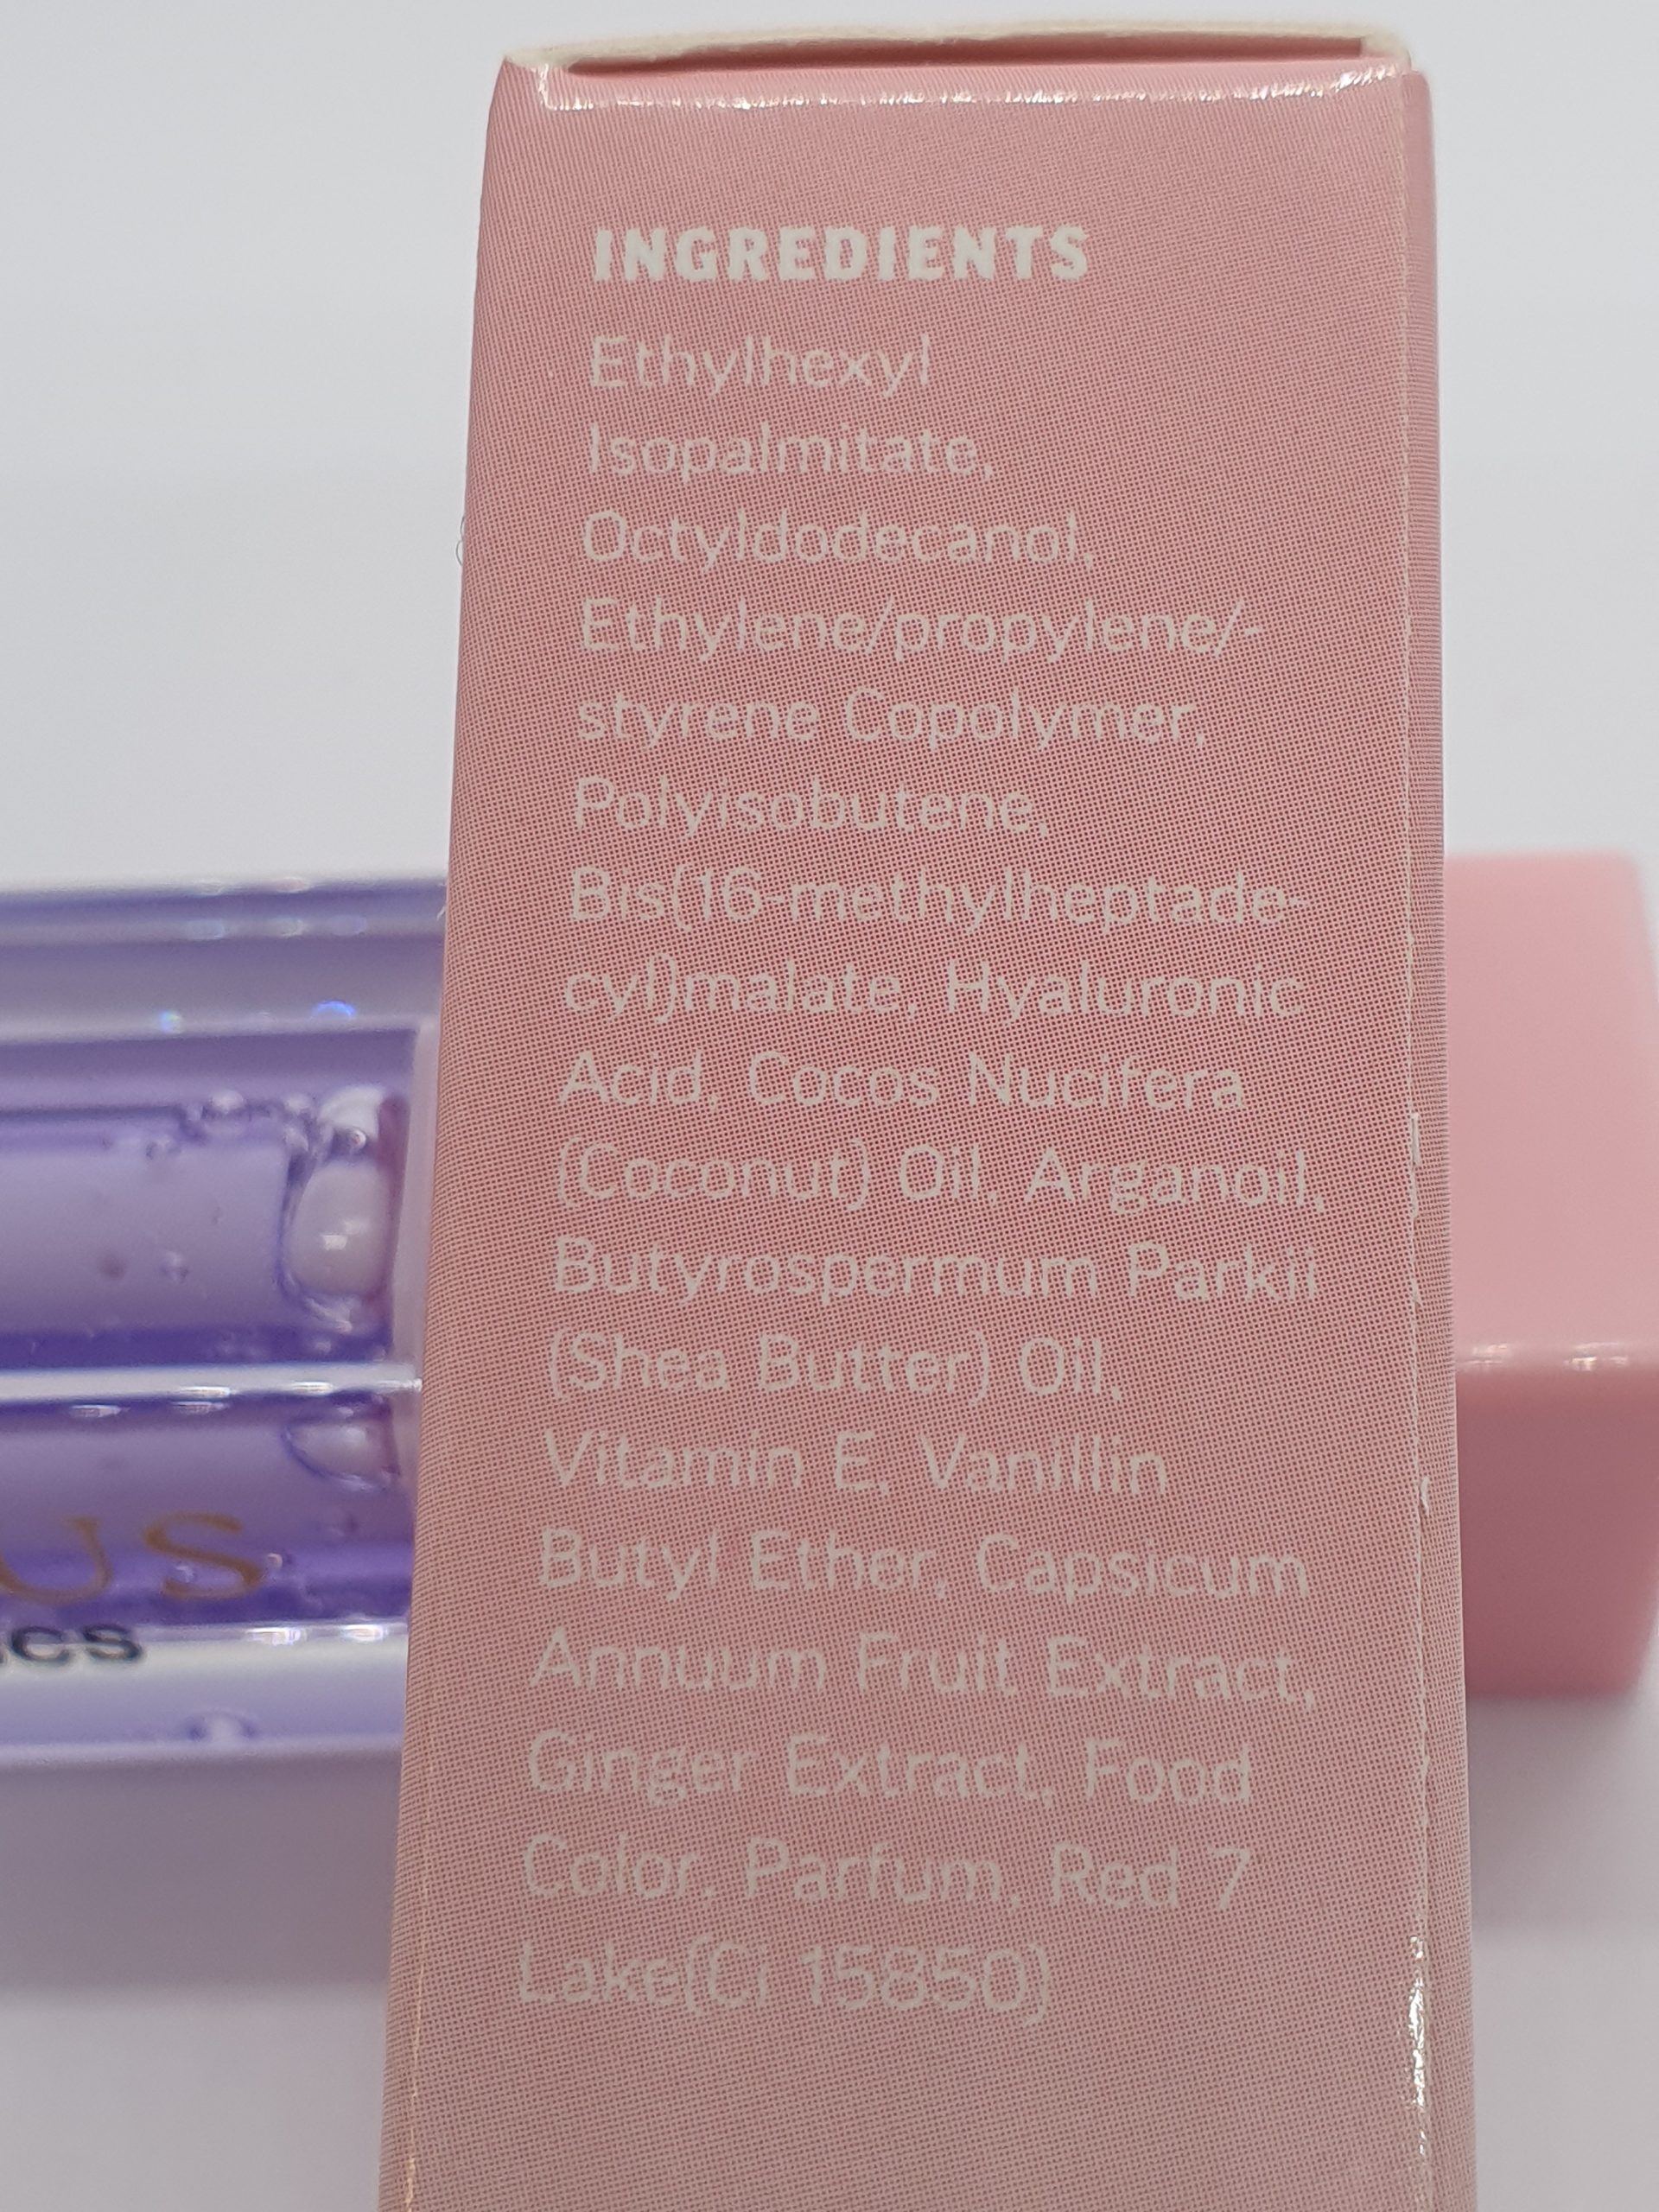 INGREDIENTS
Ethylhexyl
Isopalmitate,
Octyldodecanol,
Ethylene/propylene/-
styrene Copolymer,
Polyisobutene,
Bis(16-methylheptade-
cyl)malate, Hyaluronic
Acid, Cocos Nucifera
(Coconut) Oil, Arganoil,
Butyrospermum Parkii
(Shea Butter) Oil,
Vitamin E, Vanillin
Butyl Ether, Capsicum
Annuum Fruit Extract,
Ginger Extract, Food
Color, Parfum, Red 7
Lake(Ci 15850)
US
cs